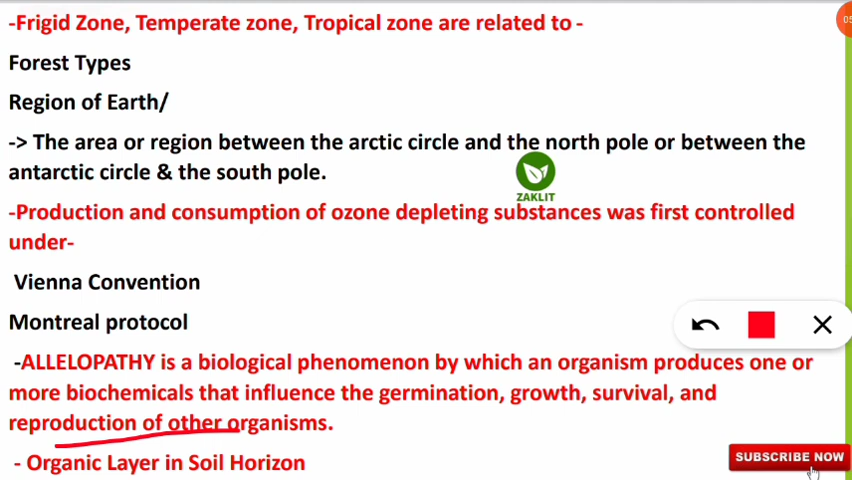 -Frigid Zone, Temperate zone, Tropical zone are related to -
05
Forest Types
Region of Earth/
-> The area or region between the arctic circle and the north pole or between the
antarctic circle & the south pole.
ZAKLIT
-Production and consumption of ozone depleting substances was first controlled
under-
Vienna Convention
Montreal protocol
-ALLELOPATHY is a biological phenomenon by which an organism produces one or
more biochemicals that influence the germination, growth, survival, and
reproduction of other organisms.
- Organic Layer in Soil Horizon
SUBSCRIBE NOW